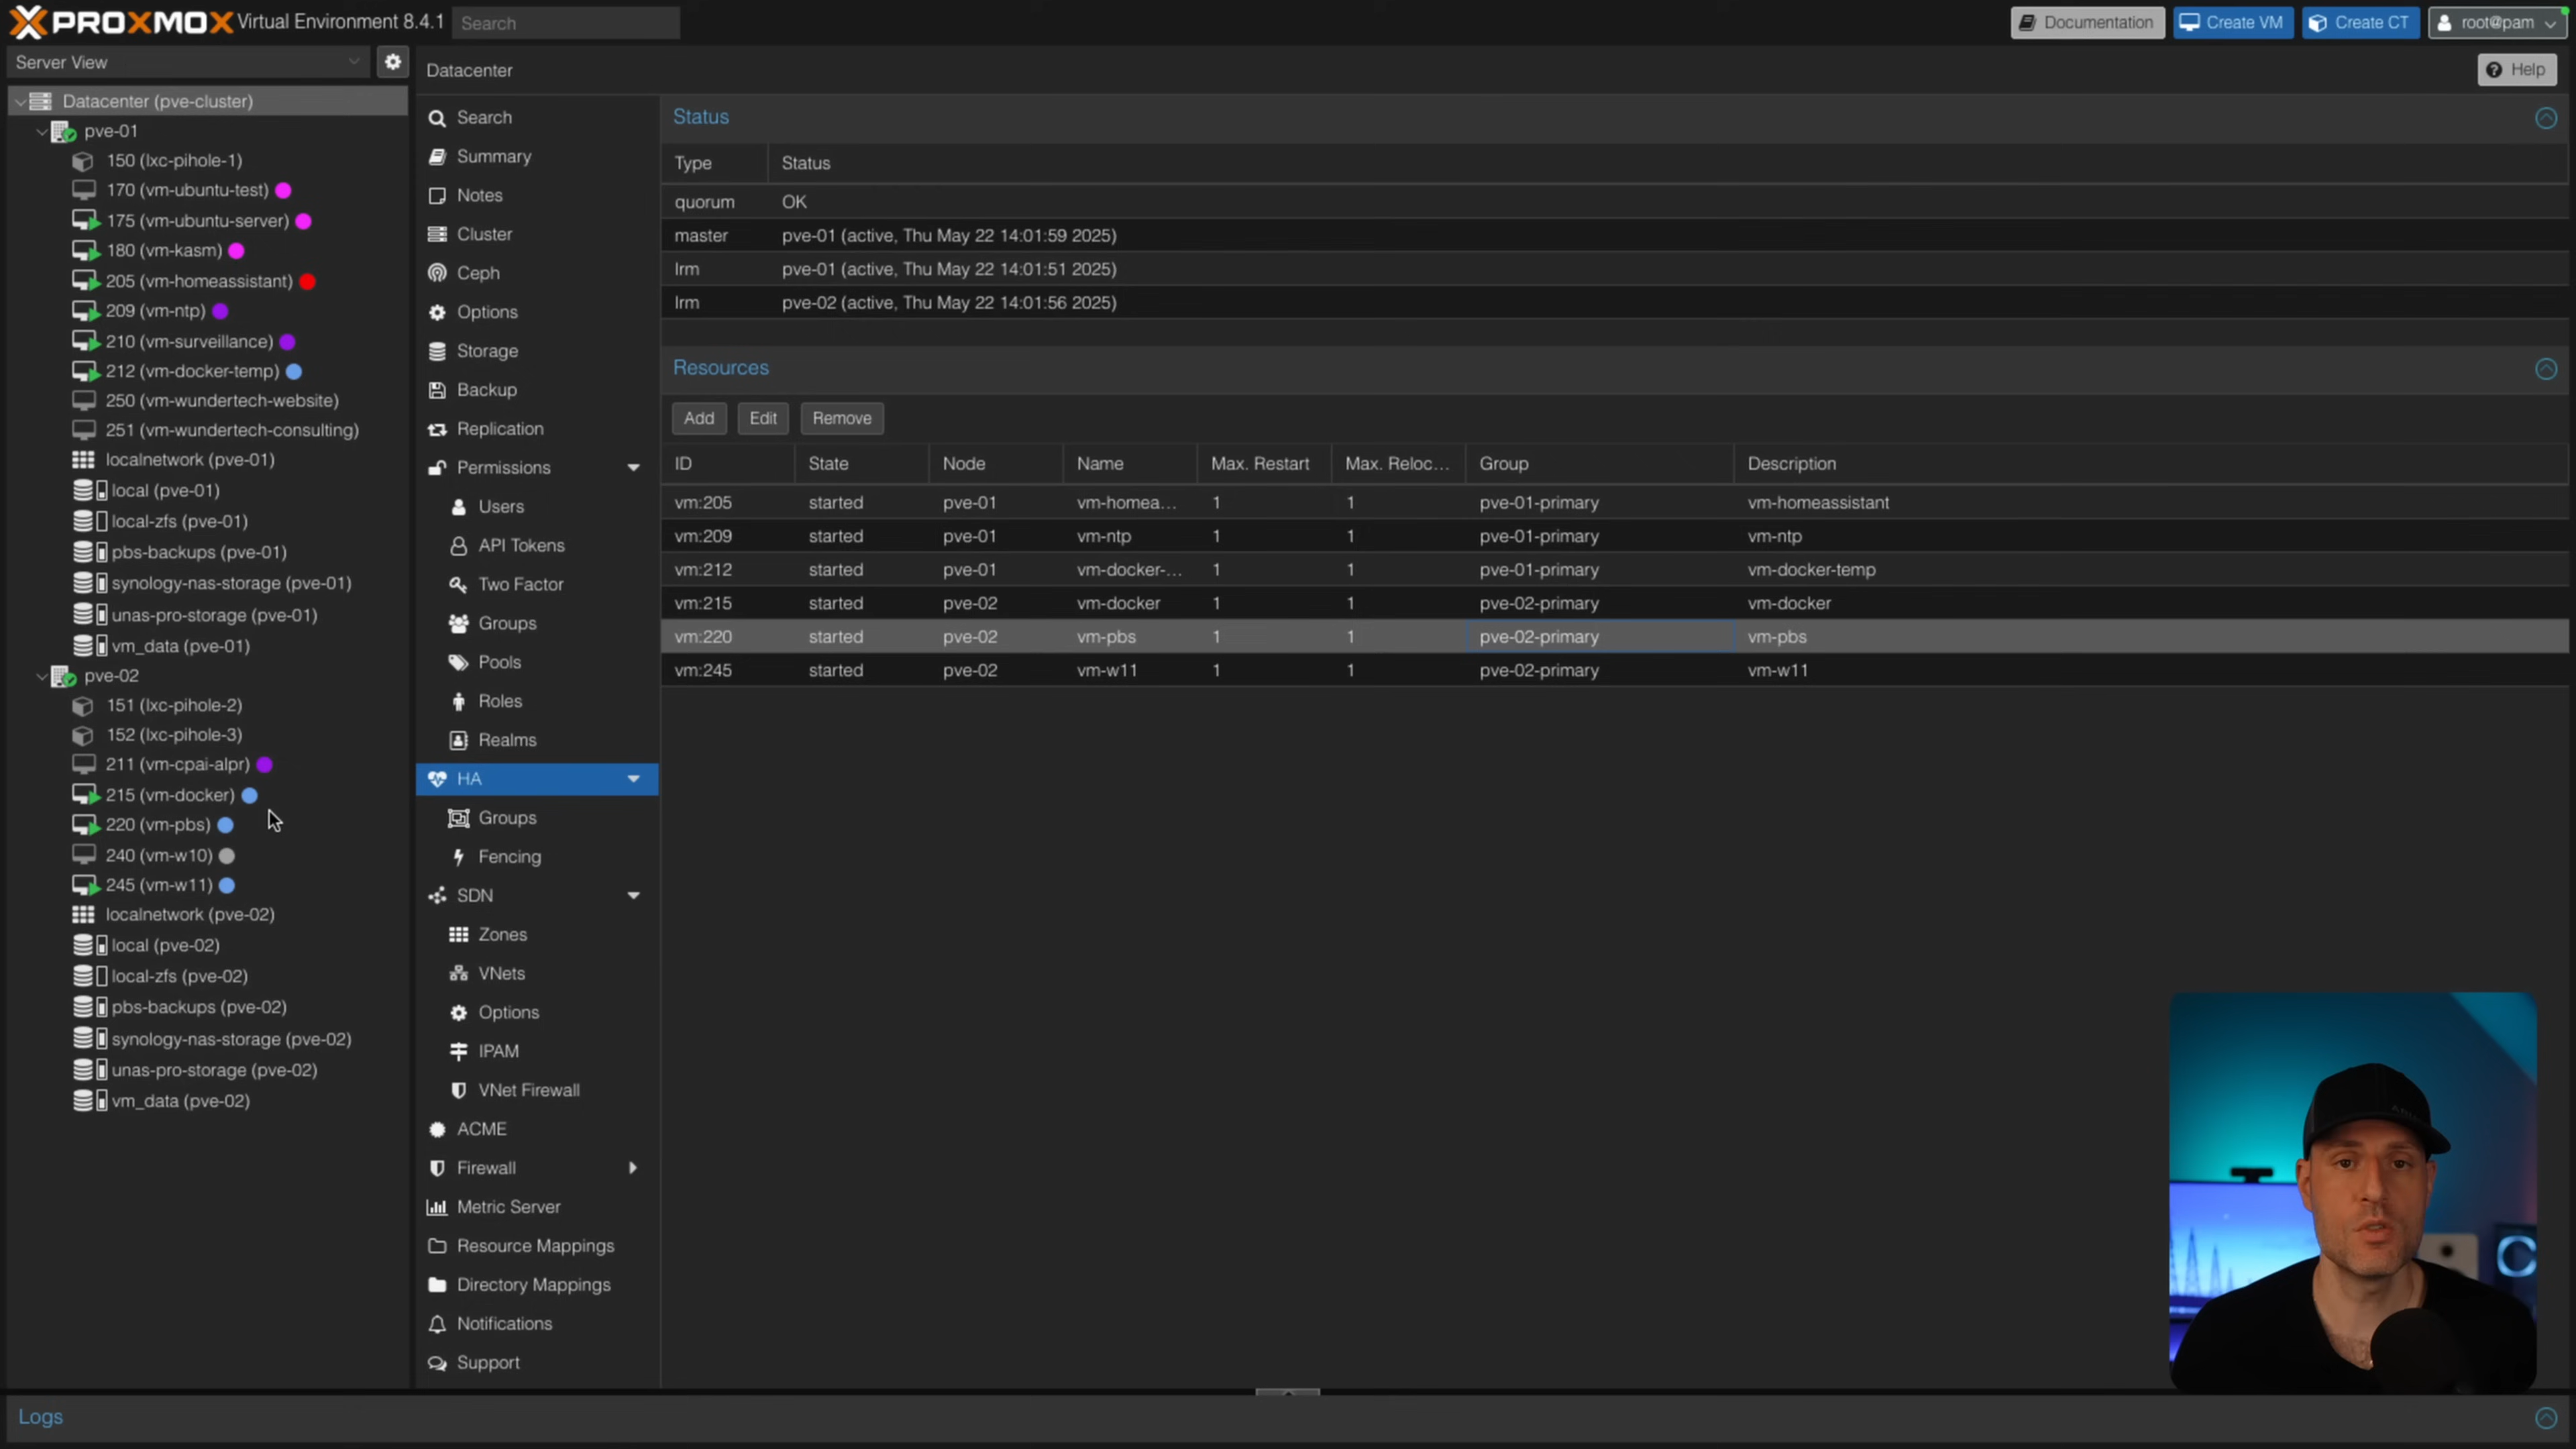 PROXMOX Virtual Environment 8.4.1 Search Documentation Create VM Create CT root@pam
Server View
Datacenter (pve-cluster)
pve-01
150 (lxc-pihole-1)
170 (vm-ubuntu-test)
175 (vm-ubuntu-server)
180 (vm-kasm)
205 (vm-homeassistant)
209 (vm-ntp)
210 (vm-surveillance)
212 (vm-docker-temp)
250 (vm-wundertech-website)
251 (vm-wundertech-consulting)
localnetwork (pve-01)
local (pve-01)
local-zfs (pve-01)
pbs-backups (pve-01)
synology-nas-storage (pve-01)
unas-pro-storage (pve-01)
vm_data (pve-01)
pve-02
151 (lxc-pihole-2)
152 (lxc-pihole-3)
211 (vm-cpai-alpr)
215 (vm-docker)
220 (vm-pbs)
240 (vm-w10)
245 (vm-w11)
localnetwork (pve-02)
local (pve-02)
local-zfs (pve-02)
pbs-backups (pve-02)
synology-nas-storage (pve-02)
unas-pro-storage (pve-02)
vm_data (pve-02)
Datacenter
Help
Search
Summary
Notes
Cluster
Ceph
Options
Storage
Backup
Replication
Permissions
Users
API Tokens
Two Factor
Groups
Pools
Roles
Realms
HA
Groups
Fencing
SDN
Zones
VNets
Options
IPAM
VNet Firewall
ACME
Firewall
Metric Server
Resource Mappings
Directory Mappings
Notifications
Support
Status
Type Status
quorum OK
master pve-01 (active, Thu May 22 14:01:59 2025)
lrm pve-01 (active, Thu May 22 14:01:51 2025)
lrm pve-02 (active, Thu May 22 14:01:56 2025)
Resources
Add Edit Remove
ID State Node Name Max. Restart Max. Reloc... Group Description
vm:205 started pve-01 vm-homea... 1 1 pve-01-primary vm-homeassistant
vm:209 started pve-01 vm-ntp 1 1 pve-01-primary vm-ntp
vm:212 started pve-01 vm-docker-... 1 1 pve-01-primary vm-docker-temp
vm:215 started pve-02 vm-docker 1 1 pve-02-primary vm-docker
vm:220 started pve-02 vm-pbs 1 1 pve-02-primary vm-pbs
vm:245 started pve-02 vm-w11 1 1 pve-02-primary vm-w11
Logs